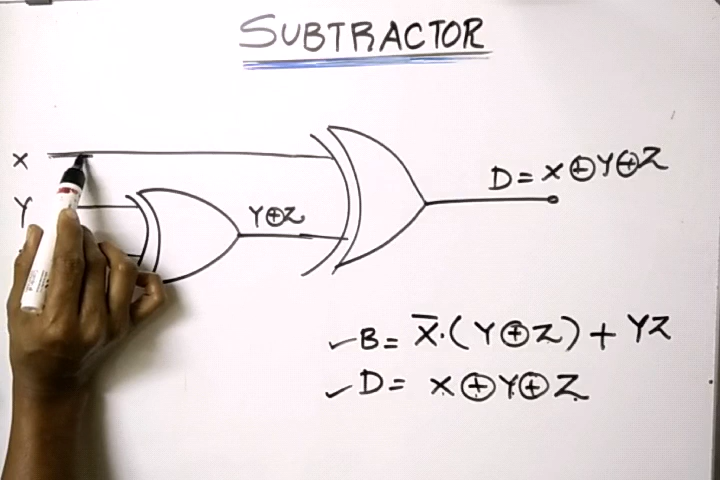 SUBTRACTOR
X
Y
Y⊕Z
D = X⊕Y⊕Z
B = X̅·(Y⊕Z) + YZ
D = X⊕Y⊕Z